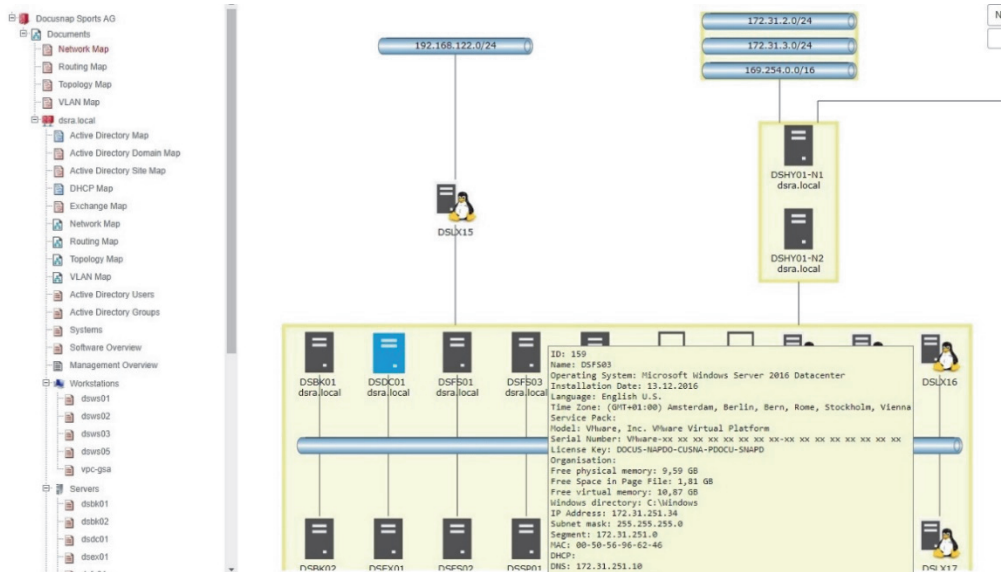 Docusnap Sports AG
Documents
Network Map
Routing Map
Topology Map
VLAN Map
dsra.local
Active Directory Map
Active Directory Domain Map
Active Directory Site Map
DHCP Map
Exchange Map
Network Map
Routing Map
Topology Map
VLAN Map
Active Directory Users
Active Directory Groups
Systems
Software Overview
Management Overview
Workstations
dsws01
dsws02
dsws03
dsws05
vpc-gsa
Servers
dsbk01
dsbk02
dsdc01
dsex01
192.168.122.0/24
172.31.2.0/24
172.31.3.0/24
169.254.0.0/16
N
DSLX15
DSHY01-N1
dsra.local
DSHY01-N2
dsra.local
DSBK01
dsra.local
DSDC01
dsra.local
DSFS01
dsra.local
DSFS03
dsra.local
DSLX16
ID: 159
Name: DSFS03
Operating System: Microsoft Windows Server 2016 Datacenter
Installation Date: 13.12.2016
Language: English U.S.
Time Zone: (GMT+01:00) Amsterdam, Berlin, Bern, Rome, Stockholm, Vienna
Service Pack:
Model: VMware, Inc. VMware Virtual Platform
Serial Number: VMware-xx xx xx xx xx xx xx xx-xx xx xx xx xx xx xx xx
License Key: DOCUS-NAPDO-CUSNA-PDOCU-SNAPD
Organisation:
Free physical memory: 9,59 GB
Free Space in Page File: 1,81 GB
Free virtual memory: 10,87 GB
Windows directory: C:\Windows
IP Address: 172.31.251.34
Subnet mask: 255.255.255.0
Segment: 172.31.251.0
MAC: 00-50-56-96-62-46
DHCP:
DNS: 172.31.251.10
DSBK02
DSEX01
DSFS02
DSSP01
DSLX17